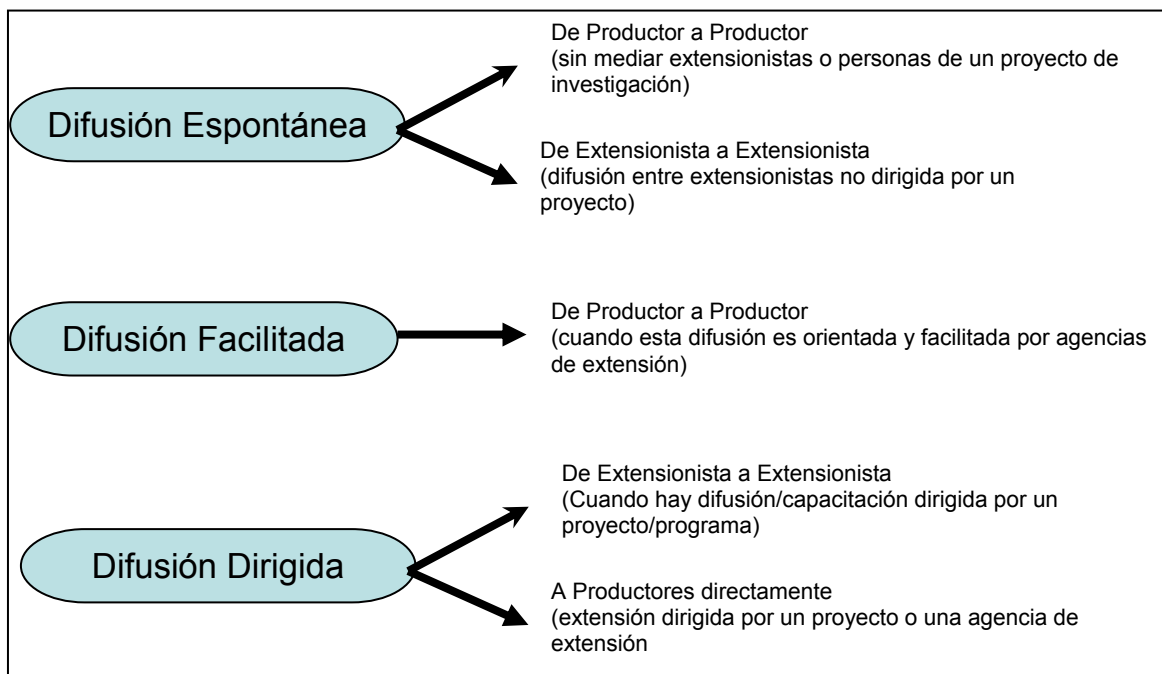 Difusión Espontánea
De Productor a Productor
(sin mediar extensionistas o personas de un proyecto de
investigación)
De Extensionista a Extensionista
(difusión entre extensionistas no dirigida por un
proyecto)
Difusión Facilitada
De Productor a Productor
(cuando esta difusión es orientada y facilitada por agencias
de extensión)
Difusión Dirigida
De Extensionista a Extensionista
(Cuando hay difusión/capacitación dirigida por un
proyecto/programa)
A Productores directamente
(extensión dirigida por un proyecto o una agencia de
extensión